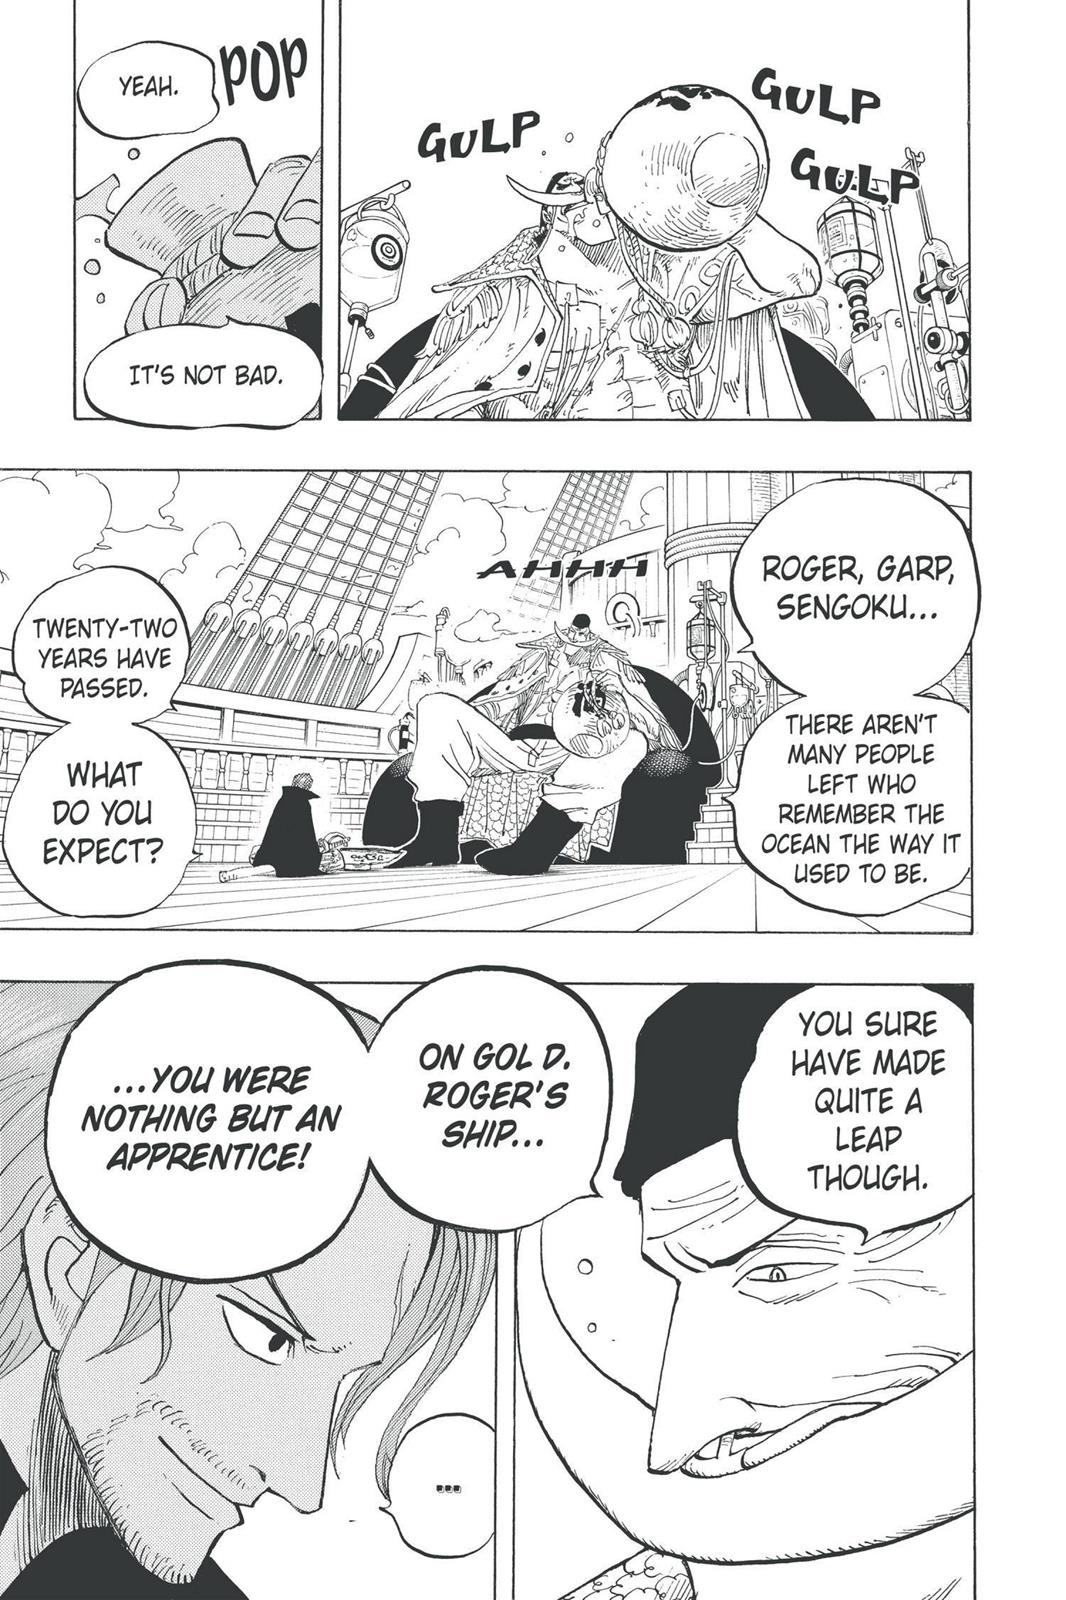 GULP
GULP
GULP
POP
YEAH.
IT'S NOT BAD.
AHHH
ROGER, GARP,
SENGOKU...
THERE AREN'T
MANY PEOPLE
LEFT WHO
REMEMBER THE
OCEAN THE WAY IT
USED TO BE.
TWENTY-TWO
YEARS HAVE
PASSED.
WHAT
DO YOU
EXPECT?
YOU SURE
HAVE MADE
QUITE A
LEAP
THOUGH.
ON GOL D.
ROGER'S
SHIP...
...YOU WERE
NOTHING BUT AN
APPRENTICE!
...